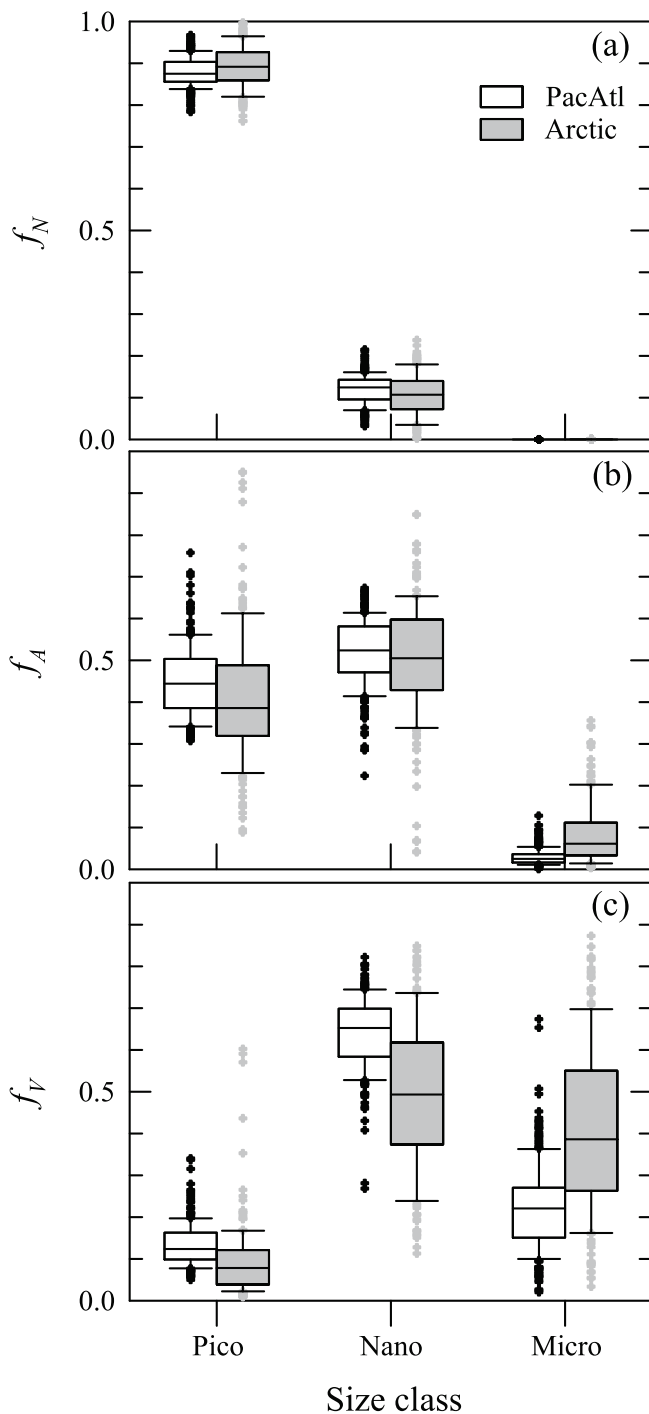 1.0
(a)
PacAtl
Arctic
f_N
0.5
0.0
(b)
f_A
0.5
0.0
(c)
f_V
0.5
0.0
Pico Nano Micro
Size class